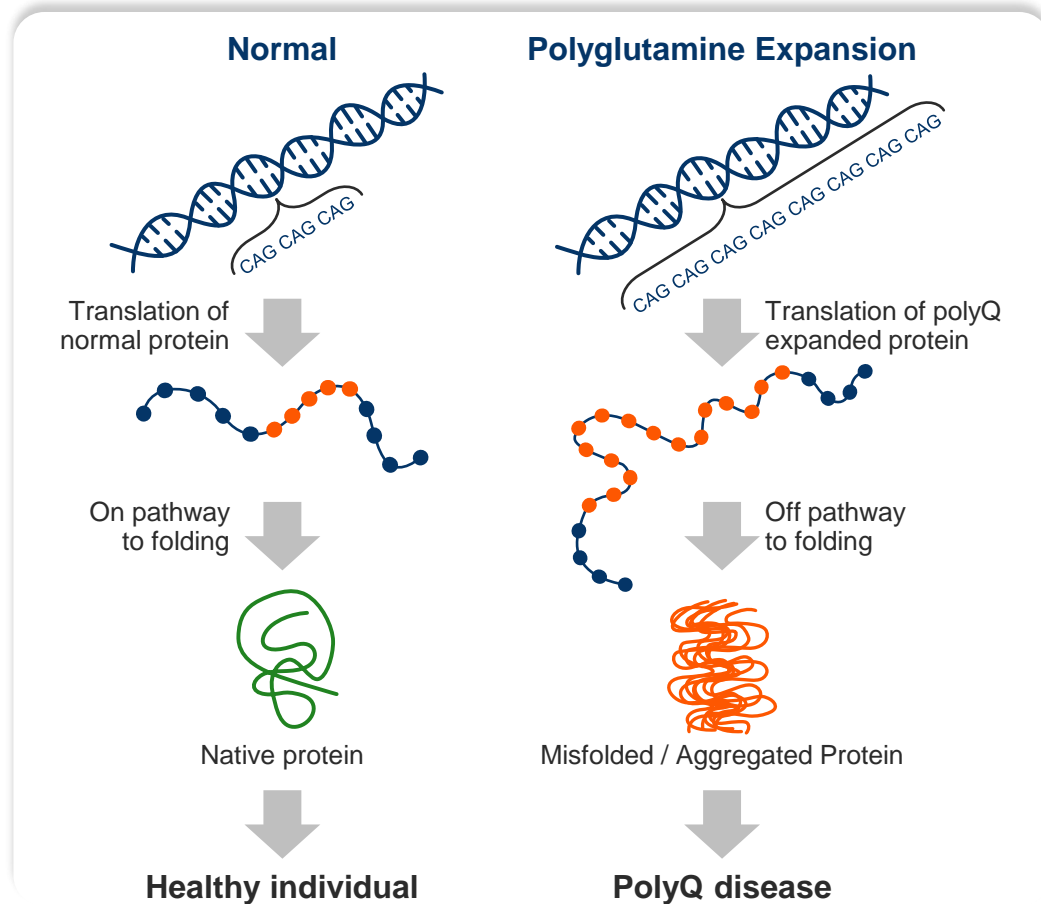 Normal
Polyglutamine Expansion
CAG CAG CAG
CAG CAG CAG CAG CAG CAG CAG CAG
Translation of
normal protein
Translation of polyQ
expanded protein
On pathway
to folding
Off pathway
to folding
Native protein
Misfolded / Aggregated Protein
Healthy individual
PolyQ disease